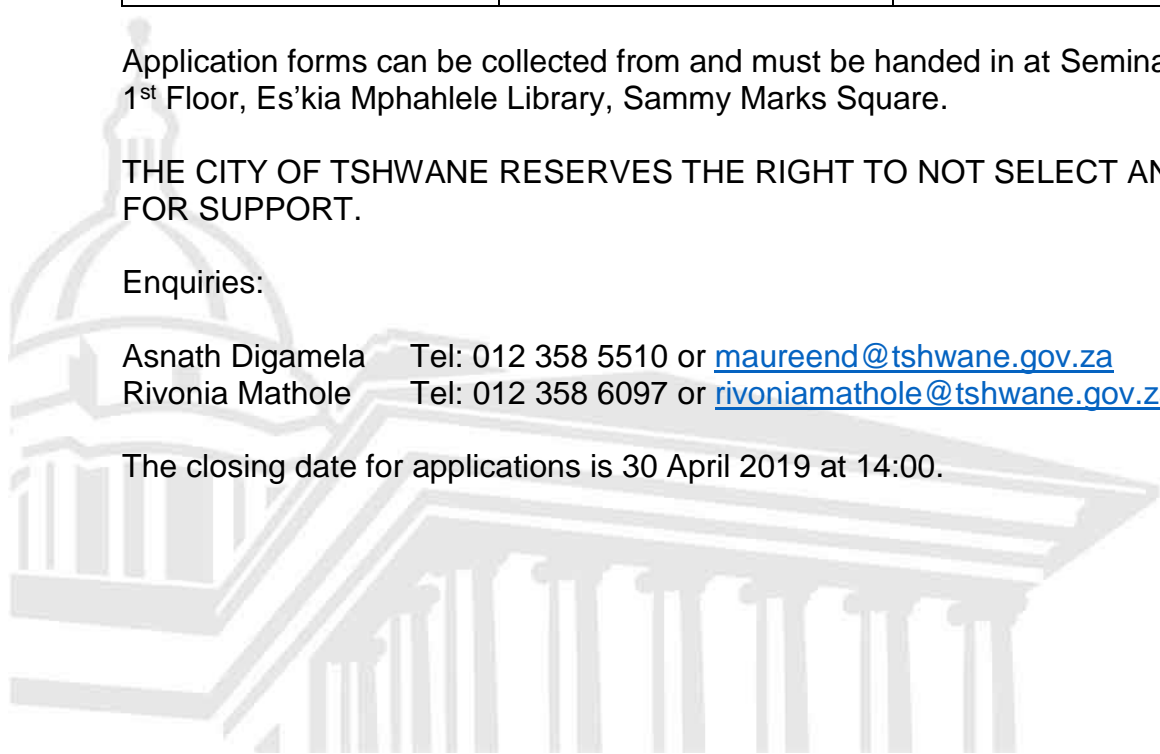 Application forms can be collected from and must be handed in at
1st Floor, Es’kia Mphahlele Library, Sammy Marks Square.
THE CITY OF TSHWANE RESERVES THE RIGHT TO NOT SELECT
FOR SUPPORT.
Enquiries:
Asnath Digamela Tel: 012 358 5510 or maureend@tshwane.gov.za
Rivonia Mathole Tel: 012 358 6097 or rivoniamathole@tshwane.gov.z
The closing date for applications is 30 April 2019 at 14:00.